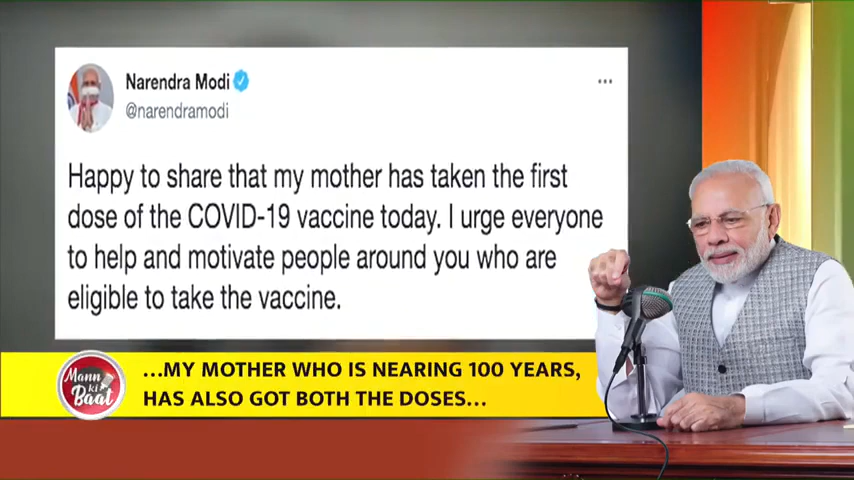 Narendra Modi
@narendramodi
Happy to share that my mother has taken the first
dose of the COVID-19 vaccine today. I urge everyone
to help and motivate people around you who are
eligible to take the vaccine.
Mann
ki
Baat
...MY MOTHER WHO IS NEARING 100 YEARS,
HAS ALSO GOT BOTH THE DOSES...